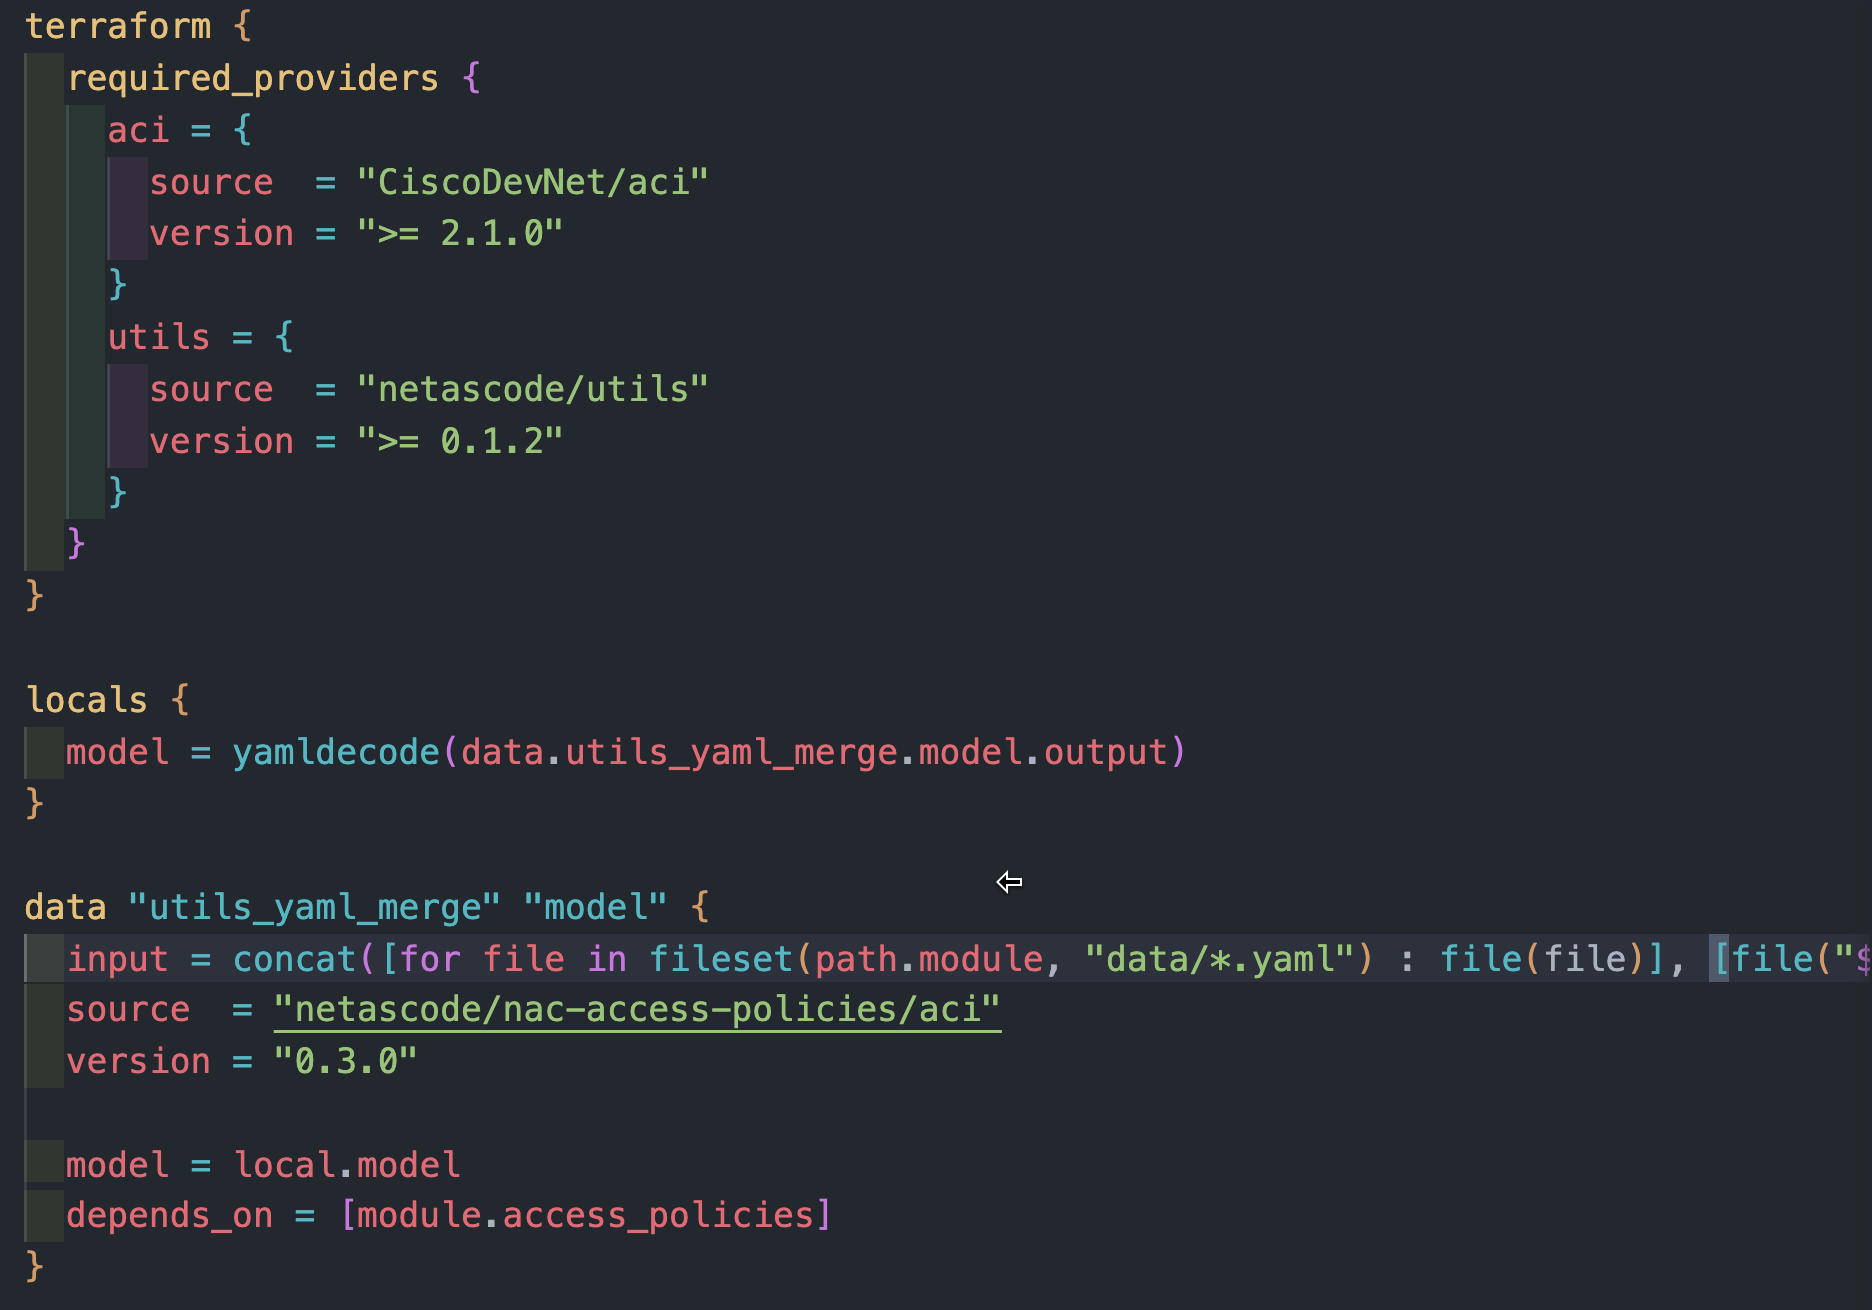 terraform {
  required_providers {
    aci = {
      source  = "CiscoDevNet/aci"
      version = ">= 2.1.0"
    }
    utils = {
      source  = "netascode/utils"
      version = ">= 0.1.2"
    }
  }
}

locals {
  model = yamldecode(data.utils_yaml_merge.model.output)
}

data "utils_yaml_merge" "model" {
  input = concat([for file in fileset(path.module, "data/*.yaml") : file(file)], [file("$
  source  = "netascode/nac-access-policies/aci"
  version = "0.3.0"

  model = local.model
  depends_on = [module.access_policies]
}